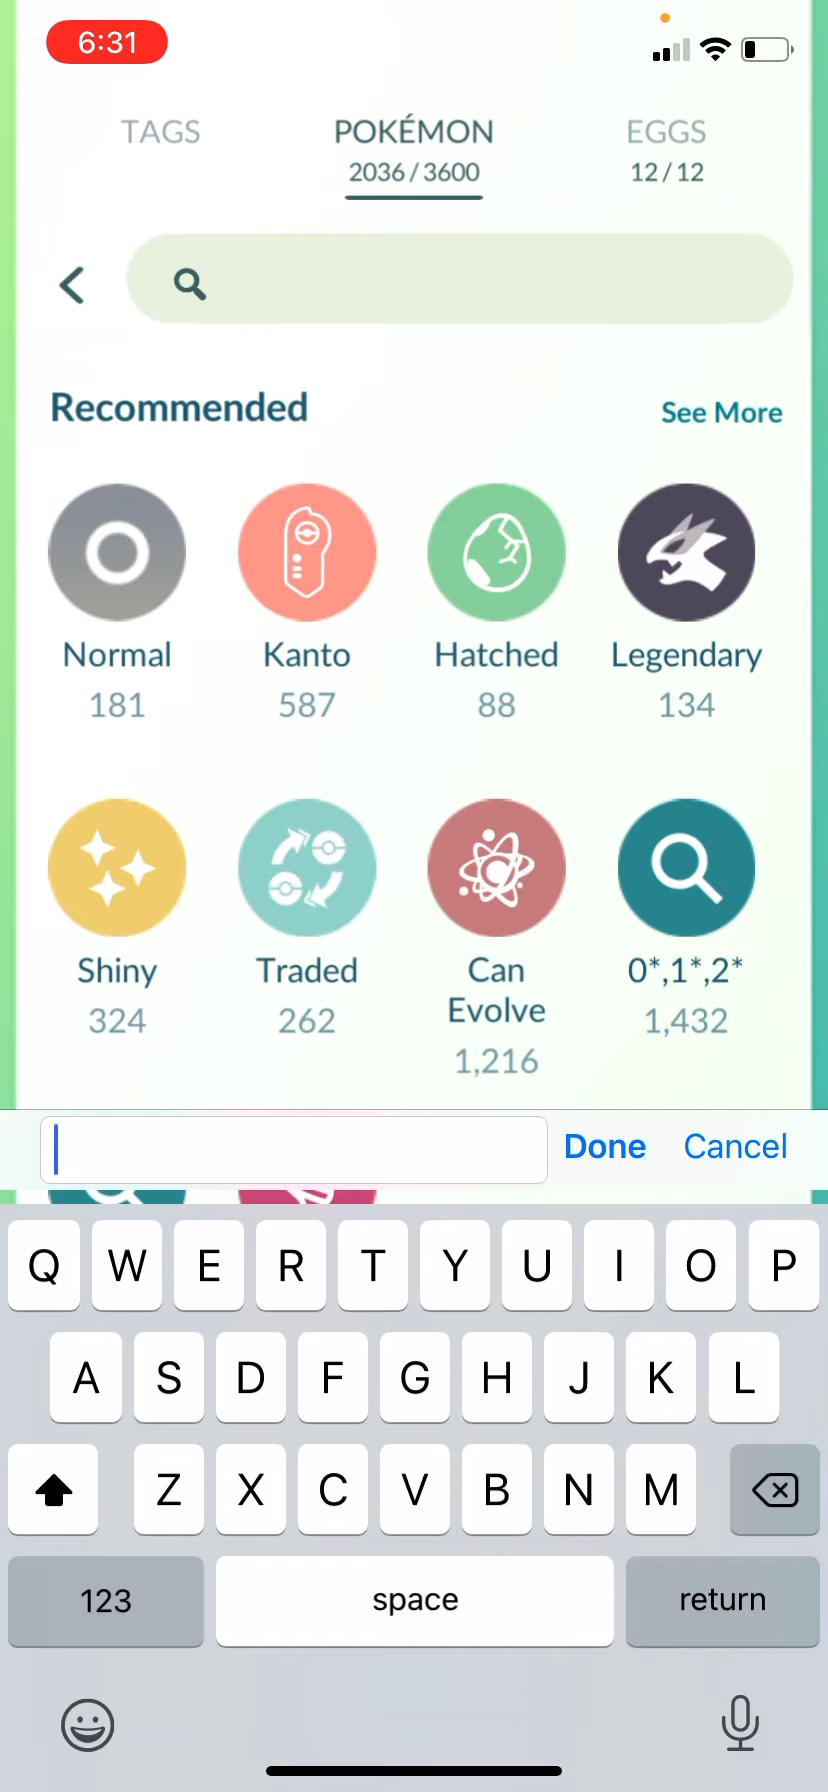 6:31
TAGS
POKÉMON
EGGS
2036 / 3600
12 / 12
Recommended
See More
Normal
Kanto
Hatched
Legendary
181
587
88
134
Shiny
Traded
Can
Evolve
0*,1*,2*
324
262
1,216
1,432
Done
Cancel
Q W E R T Y U I O P
A S D F G H J K L
Z X C V B N M
123
space
return